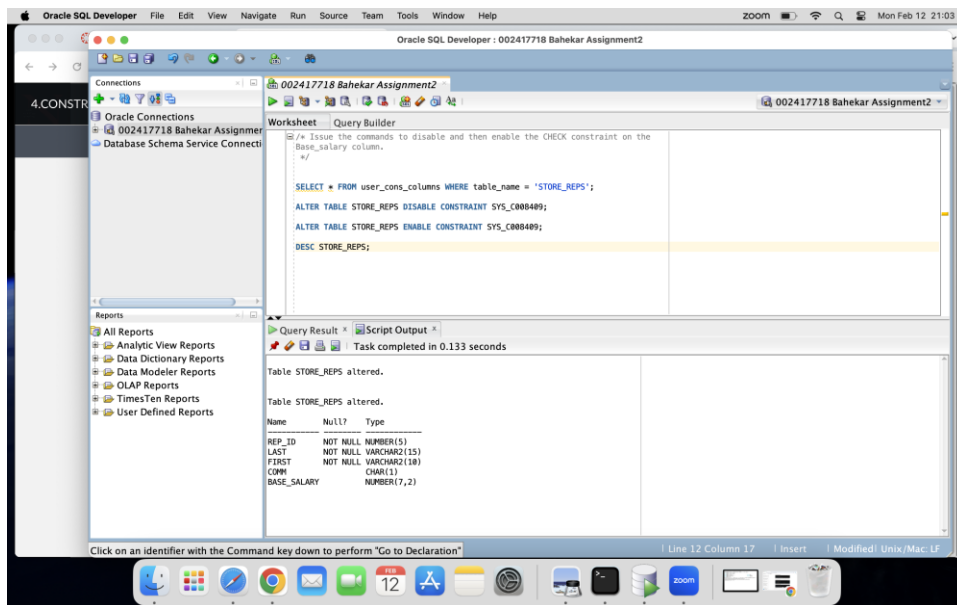 Oracle SQL Developer File Edit View Navigate Run Source Team Tools Window Help
zoom Mon Feb 12 21:03
Oracle SQL Developer : 002417718 Bahekar Assignment2
4.CONSTR
Connections
Oracle Connections
002417718 Bahekar Assignmer
Database Schema Service Connecti
Reports
All Reports
Analytic View Reports
Data Dictionary Reports
Data Modeler Reports
OLAP Reports
TimesTen Reports
User Defined Reports
002417718 Bahekar Assignment2
002417718 Bahekar Assignment2
Worksheet Query Builder
/* Issue the commands to disable and then enable the CHECK constraint on the
Base_salary column.
*/
SELECT * FROM user_cons_columns WHERE table_name = 'STORE_REPS';
ALTER TABLE STORE_REPS DISABLE CONSTRAINT SYS_C008409;
ALTER TABLE STORE_REPS ENABLE CONSTRAINT SYS_C008409;
DESC STORE_REPS;
Query Result Script Output
Task completed in 0.133 seconds
Table STORE_REPS altered.
Table STORE_REPS altered.
Name Null? Type
REP_ID NOT NULL NUMBER(5)
LAST NOT NULL VARCHAR2(15)
FIRST NOT NULL VARCHAR2(10)
COMM CHAR(1)
BASE_SALARY NUMBER(7,2)
Click on an identifier with the Command key down to perform "Go to Declaration"
Line 12 Column 17 Insert Modified Unix/Mac: LF
FEB
12
zoom